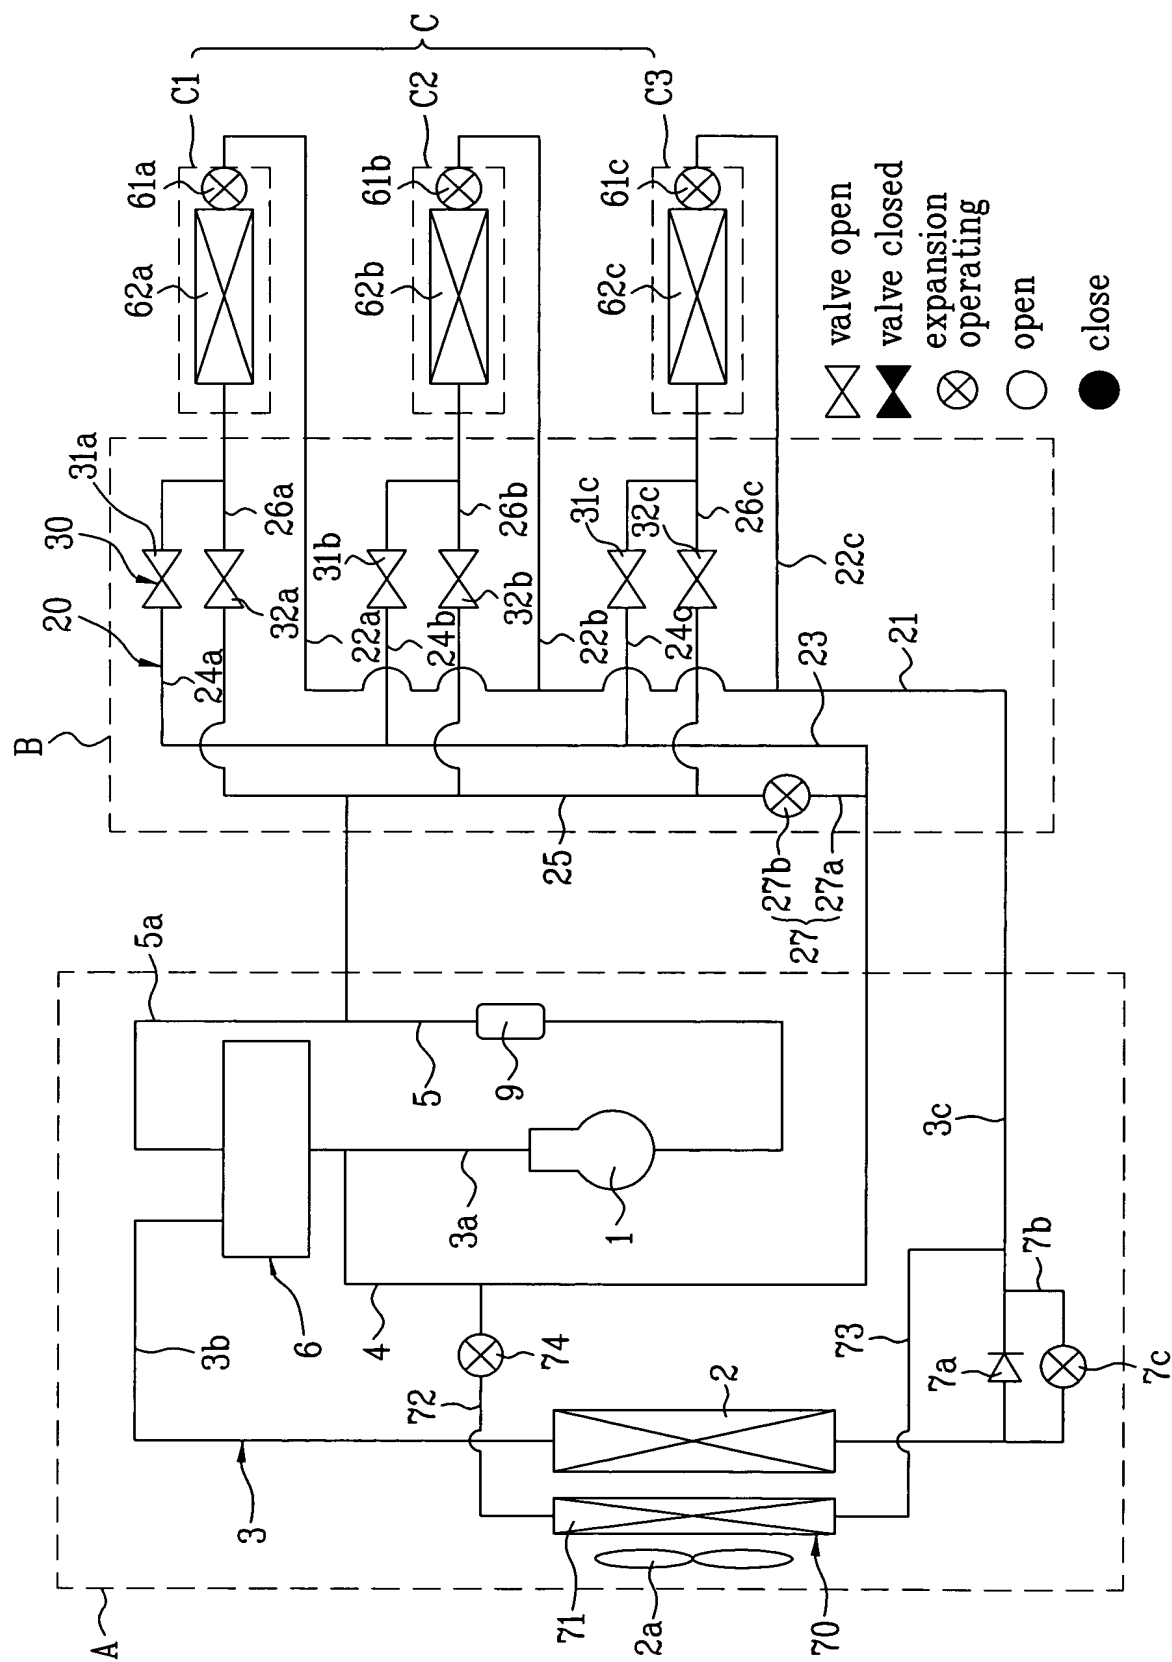 A
B
C
C1
C2
C3
3
3b
6
4
3a
1
5a
5
9
72
74
2
71
2a
70
73
7a
7b
7c
3c
20
30
31a
24a
32a
26a
22a
31b
24b
32b
26b
22b
31c
24c
32c
26c
22c
21
23
25
27b
27
27a
61a
62a
61b
62b
61c
62c
valve open
valve closed
expansion
operating
open
close